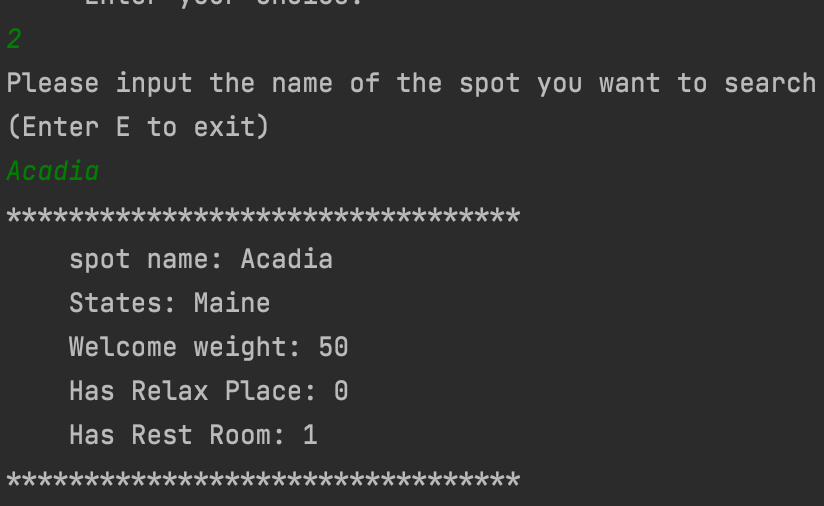 Enter your choice:
2
Please input the name of the spot you want to search
(Enter E to exit)
Acadia
*********************************
spot name: Acadia
States: Maine
Welcome weight: 50
Has Relax Place: 0
Has Rest Room: 1
*********************************